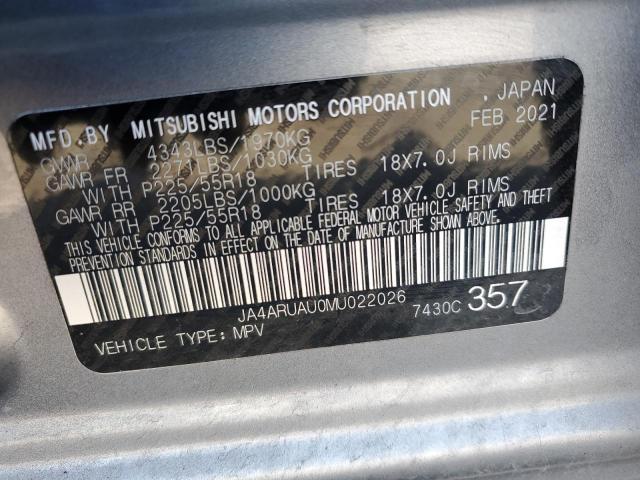 MFD.BY MITSUBISHI MOTORS CORPORATION , JAPAN
GVWR 4343LBS/1970KG FEB 2021
GAWR FR 2271LBS/1030KG
WITH P225/55R18 TIRES 18X7.0J RIMS
GAWR RR 2205LBS/1000KG
WITH P225/55R18 TIRES 18X7.0J RIMS
THIS VEHICLE CONFORMS TO ALL APPLICABLE FEDERAL MOTOR VEHICLE SAFETY AND THEFT
PREVENTION STANDARDS IN EFFECT ON THE DATE OF MANUFACTURE SHOWN ABOVE.
JA4ARUAU0MU022026 7430C 357
VEHICLE TYPE: MPV